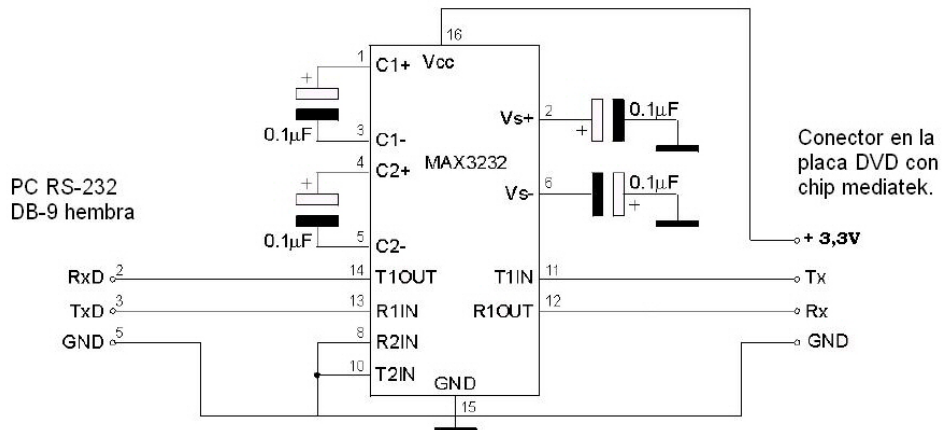 16
1
C1+
Vcc
+
0.1µF
3
C1-
4
C2+
+
0.1µF
5
C2-
Vs+
2
+
0.1µF
MAX3232
Vs-
6
0.1µF
+
Conector en la
placa DVD con
chip mediatek.
PC RS-232
DB-9 hembra
+ 3,3V
RxD 2
14
T1OUT
T1IN
11
Tx
TxD 3
13
R1IN
R1OUT
12
Rx
GND 5
8
R2IN
GND
10
T2IN
GND
15